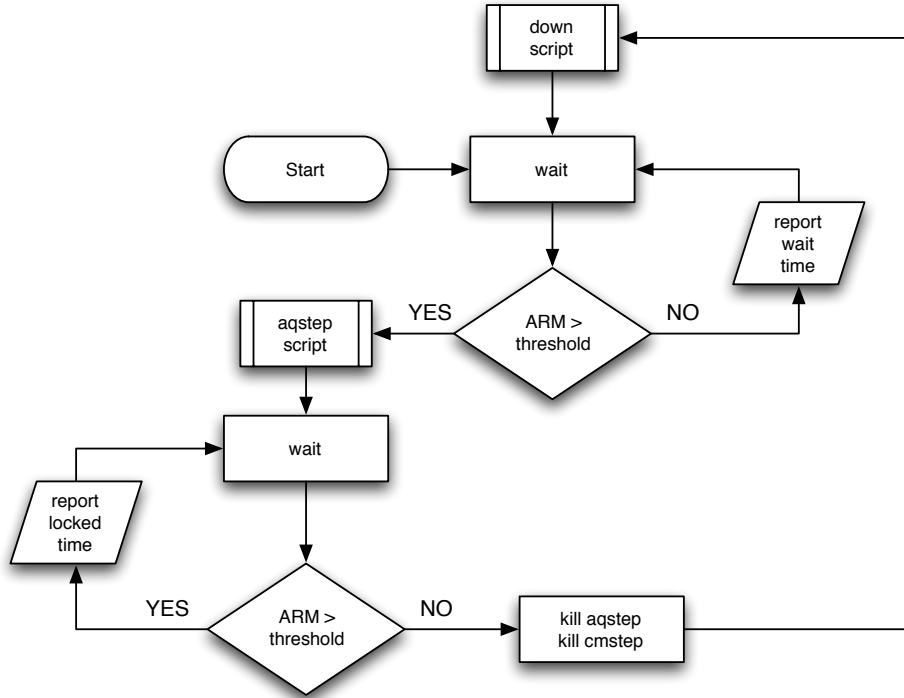 down
script
Start
wait
report
wait
time
YES
ARM >
threshold
NO
aqstep
script
wait
report
locked
time
YES
ARM >
threshold
NO
kill aqstep
kill cmstep